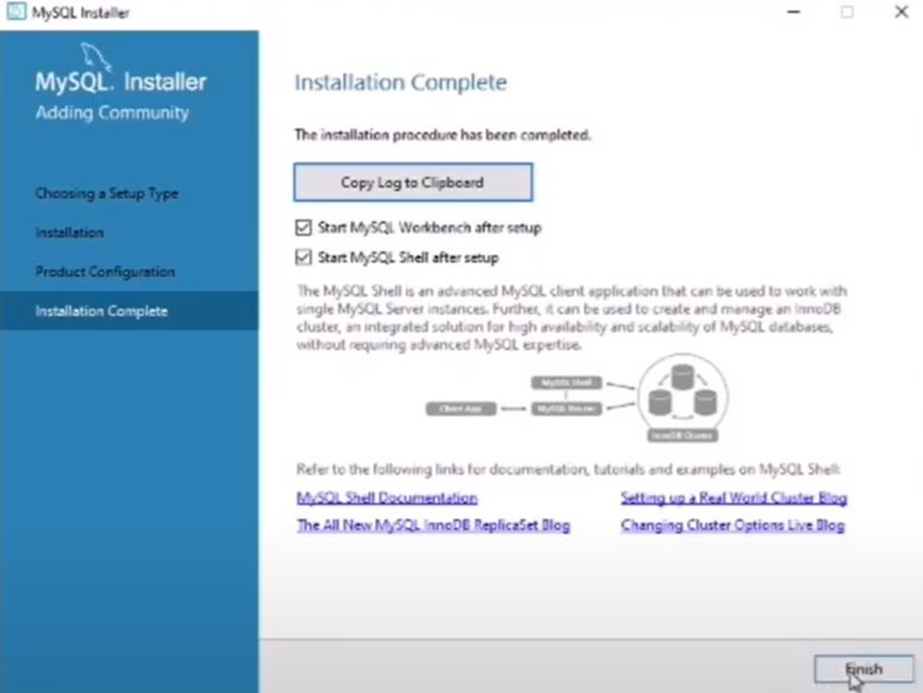 MySQL Installer
MySQL. Installer
Adding Community
Choosing a Setup Type
Installation
Product Configuration
Installation Complete
Installation Complete
The installation procedure has been completed.
Copy Log to Clipboard
Start MySQL Workbench after setup
Start MySQL Shell after setup
The MySQL Shell is an advanced MySQL client application that can be used to work with
single MySQL Server instances. Further, it can be used to create and manage an InnoDB
cluster, an integrated solution for high availability and scalability of MySQL databases,
without requiring advanced MySQL expertise.
MySQL Shell
Client App
MySQL Router
InnoDB Cluster
Refer to the following links for documentation, tutorials and examples on MySQL Shell:
MySQL Shell Documentation
Setting up a Real World Cluster Blog
The All New MySQL InnoDB ReplicaSet Blog
Changing Cluster Options Live Blog
Finish